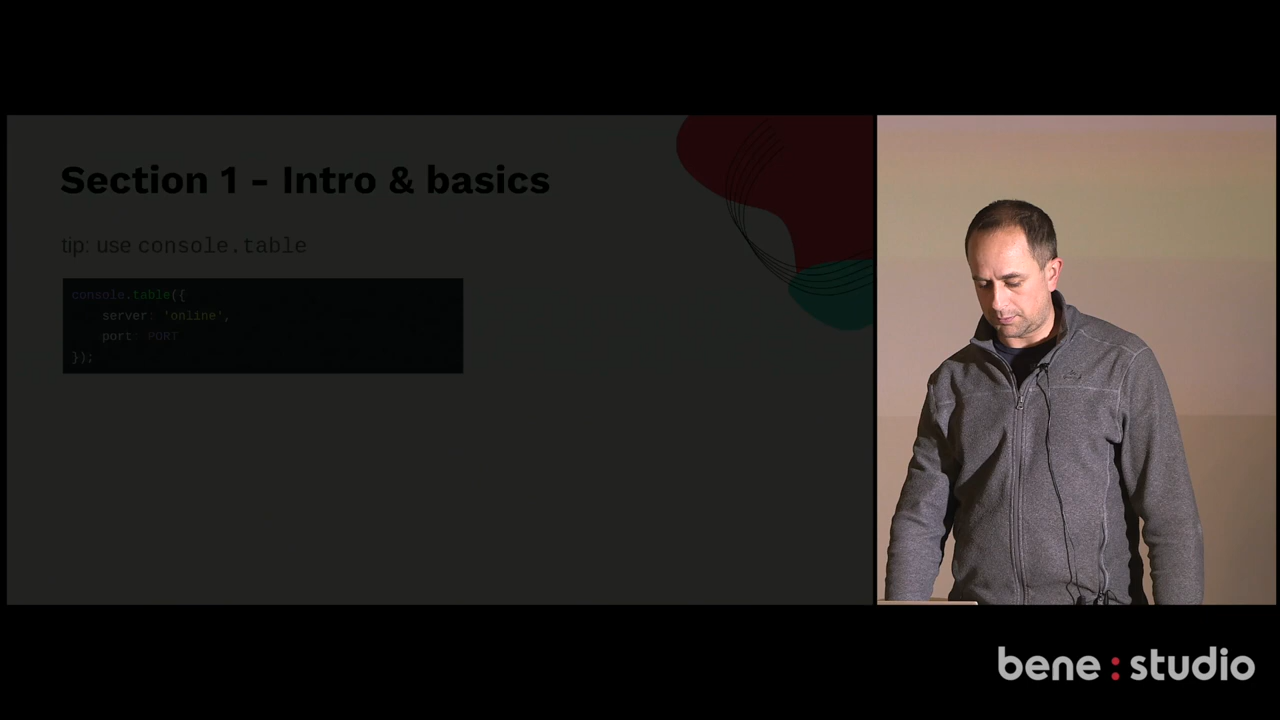 Section 1 - Intro & basics
tip: use console.table
console.table({
server: 'online',
port: PORT
});
bene : studio